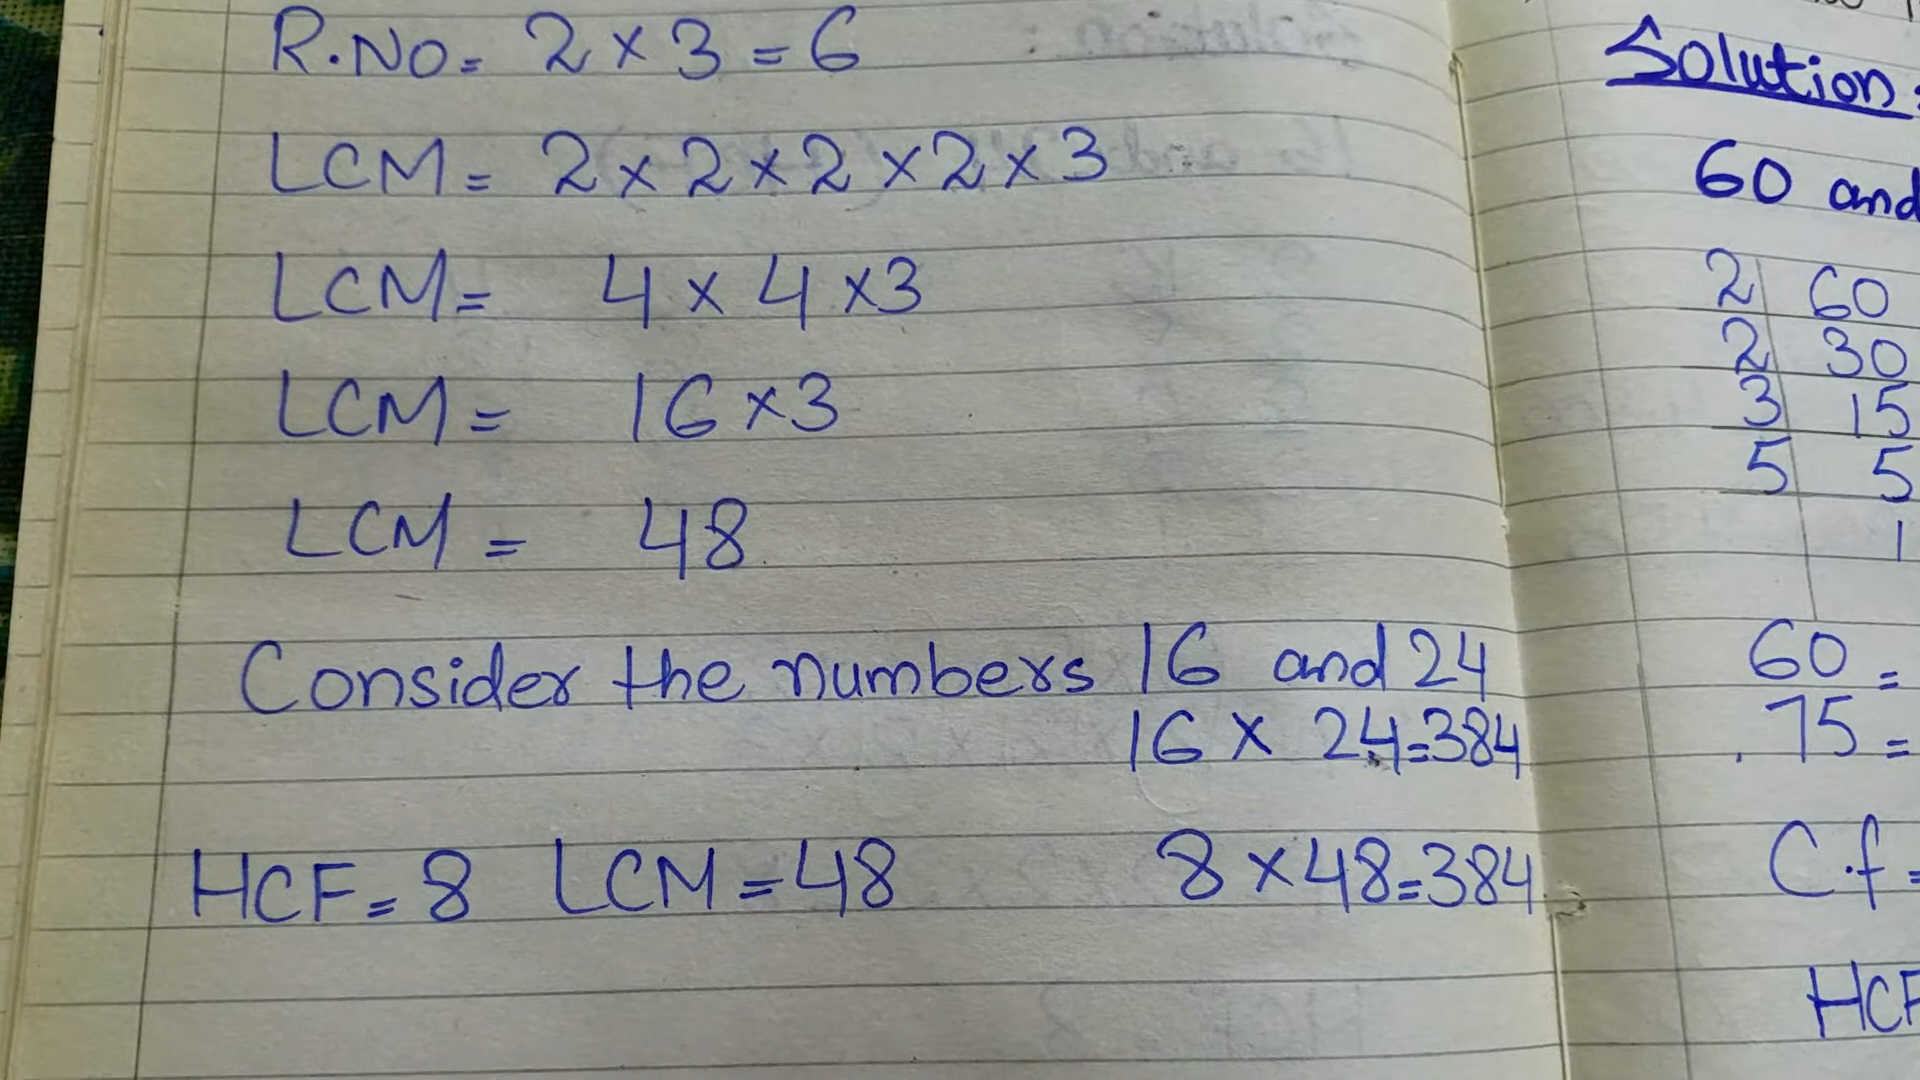 R.NO= 2 × 3 = 6
LCM= 2 × 2 × 2 × 2 × 3
LCM= 4 × 4 × 3
LCM= 16 × 3
LCM = 48
Consider the numbers 16 and 24
16 × 24=384
HCF= 8 LCM = 48 8 × 48=384
Solution:
60 and
2 60
2 30
3 15
5 5
1
60 =
75 =
C.f =
HCF